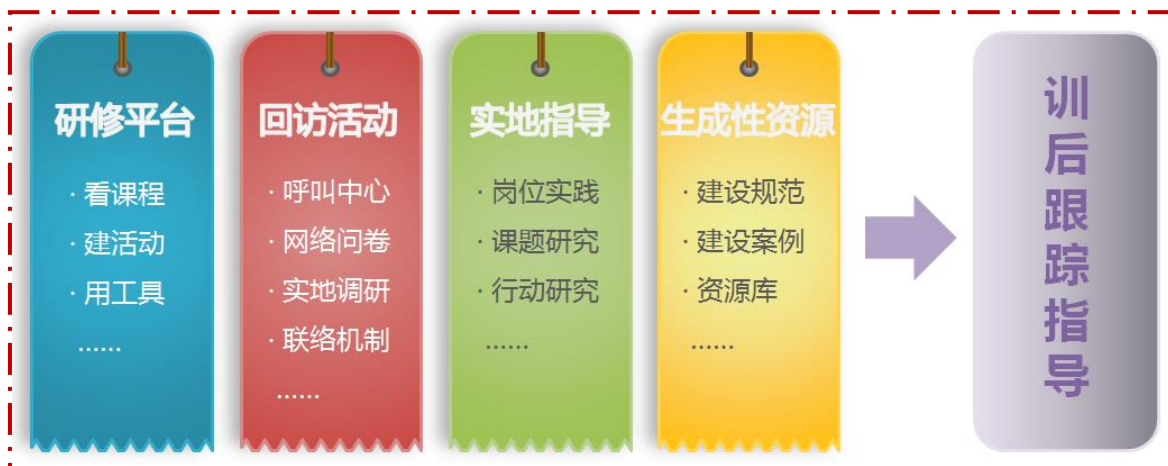 研修平台
· 看课程
· 建活动
· 用工具
......
回访活动
· 呼叫中心
· 网络问卷
· 实地调研
· 联络机制
......
实地指导
· 岗位实践
· 课题研究
· 行动研究
......
生成性资源
· 建设规范
· 建设案例
· 资源库
......
训后跟踪指导